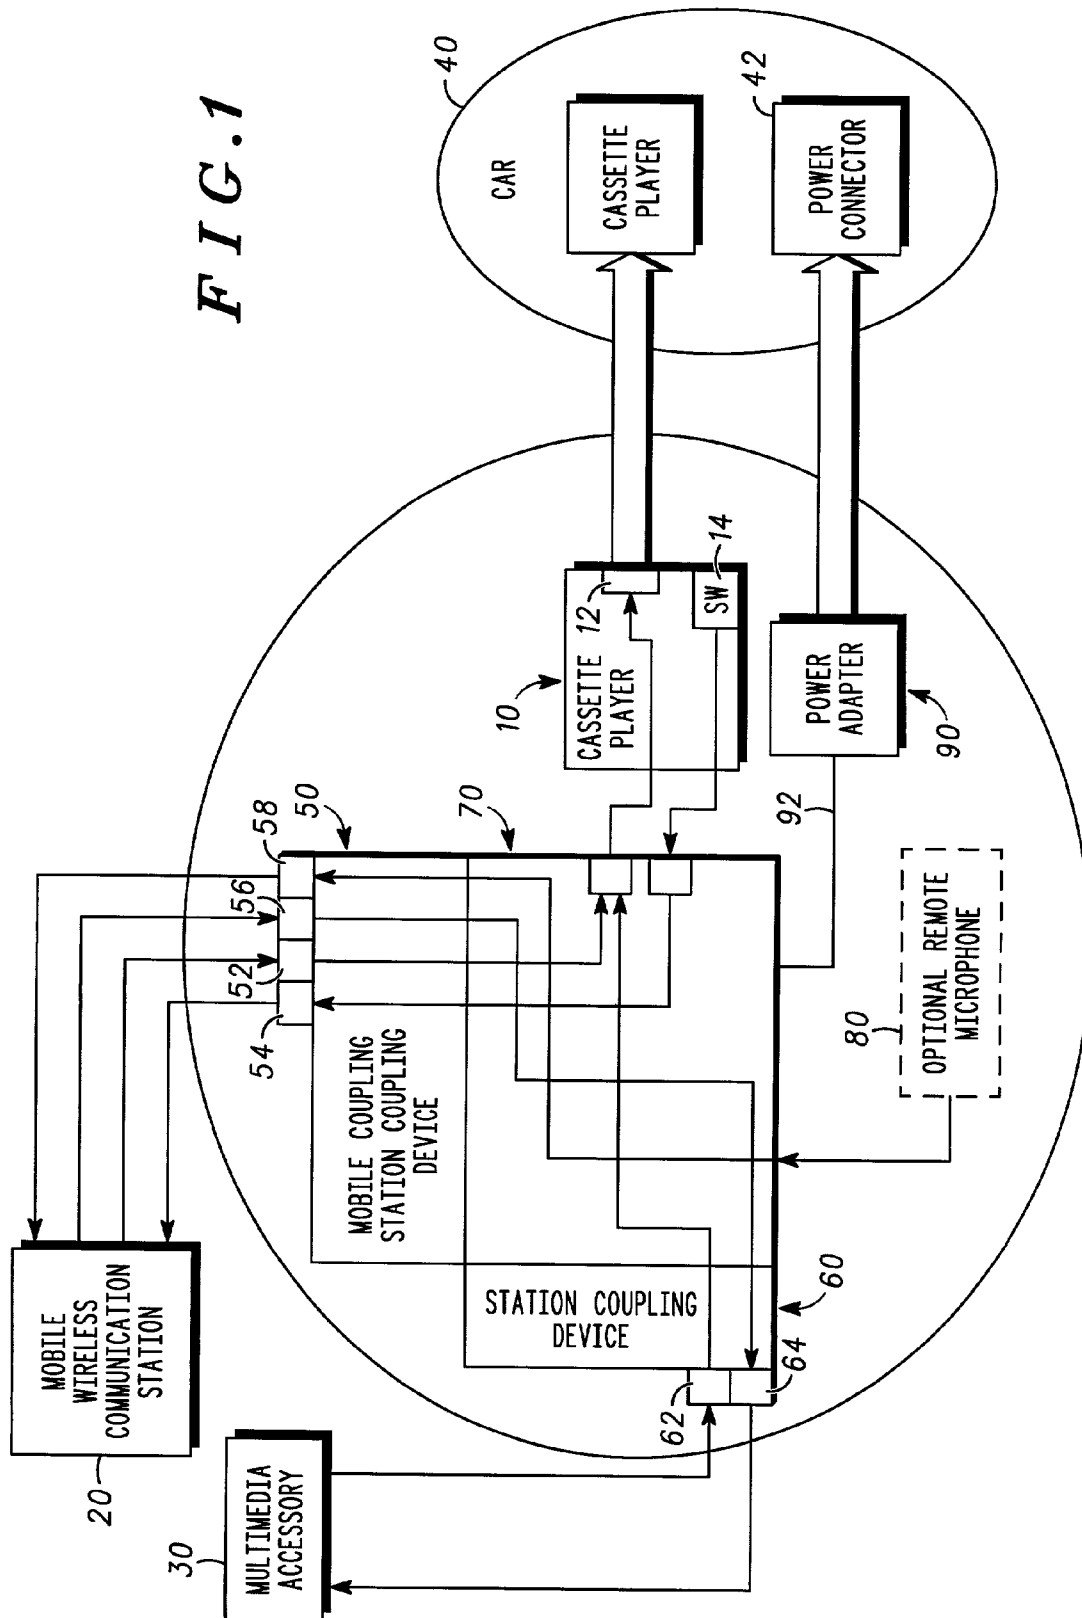 FIG.1
40
CAR
CASSETTE
PLAYER
42
POWER
CONNECTOR
12
14
SW
10
CASSETTE
PLAYER
POWER
ADAPTER
90
92
58
56
52
54
50
70
MOBILE COUPLING
STATION COUPLING
DEVICE
80
OPTIONAL REMOTE
MICROPHONE
STATION COUPLING
DEVICE
60
62
64
MOBILE
WIRELESS
COMMUNICATION
STATION
20
30
MULTIMEDIA
ACCESSORY